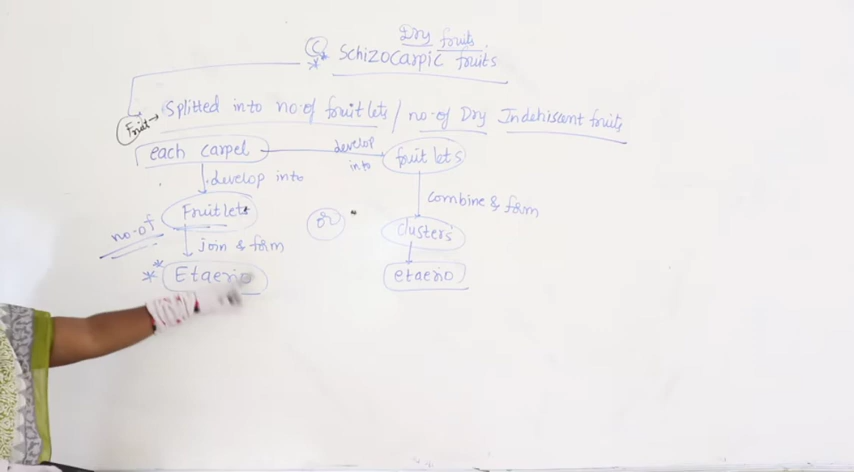 Dry fruits
(C) ** Schizocarpic fruits
Fruit → Splitted into no. of fruitlets / no. of Dry Indehiscent fruits
each carpel develop into fruitlets
develop into
combine & form
no. of Fruitlets or clusters
join & form
** Etaerio etaerio